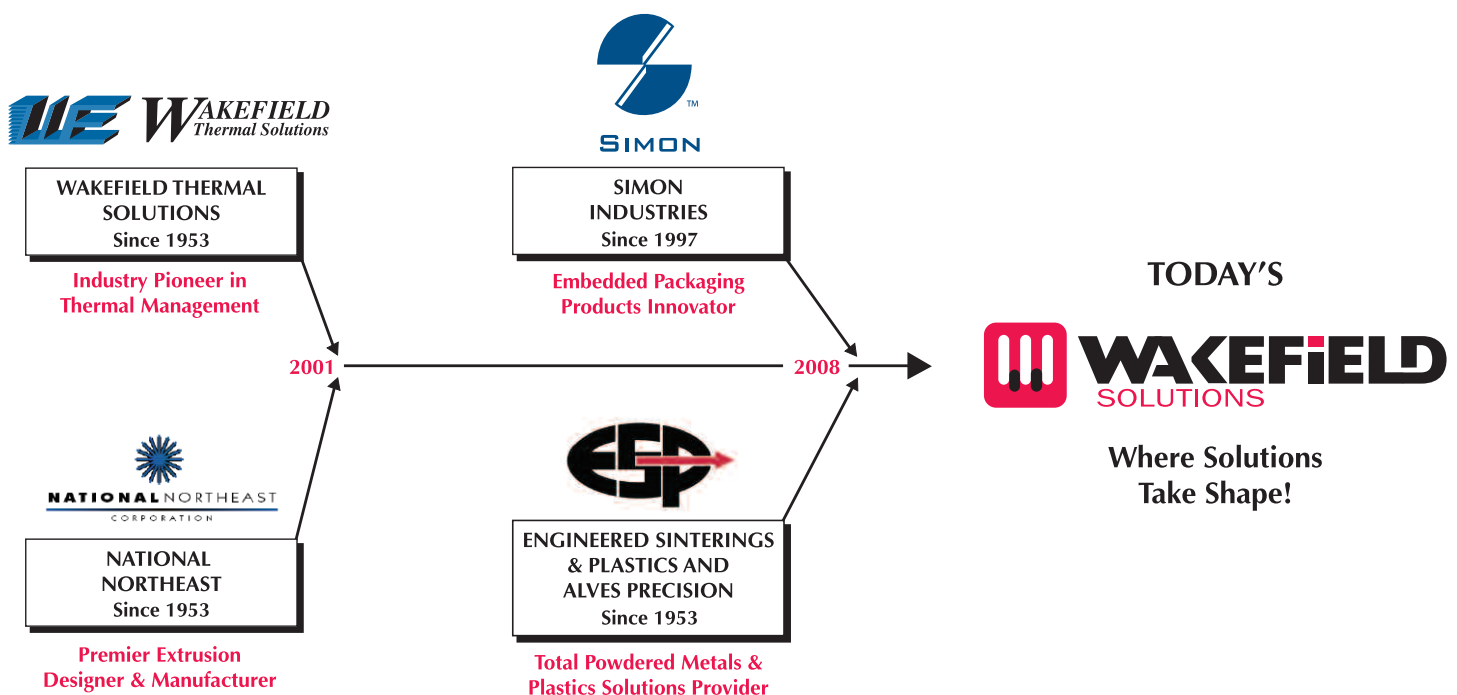 WAKEFIELD
Thermal Solutions
WAKEFIELD THERMAL
SOLUTIONS
Since 1953
Industry Pioneer in
Thermal Management
SIMON
TM
SIMON
INDUSTRIES
Since 1997
Embedded Packaging
Products Innovator
2001
2008
NATIONALNORTHEAST
CORPORATION
NATIONAL
NORTHEAST
Since 1953
Premier Extrusion
Designer & Manufacturer
ESP
ENGINEERED SINTERINGS
& PLASTICS AND
ALVES PRECISION
Since 1953
Total Powdered Metals &
Plastics Solutions Provider
TODAY'S
WAKEFiELD
SOLUTIONS
Where Solutions
Take Shape!